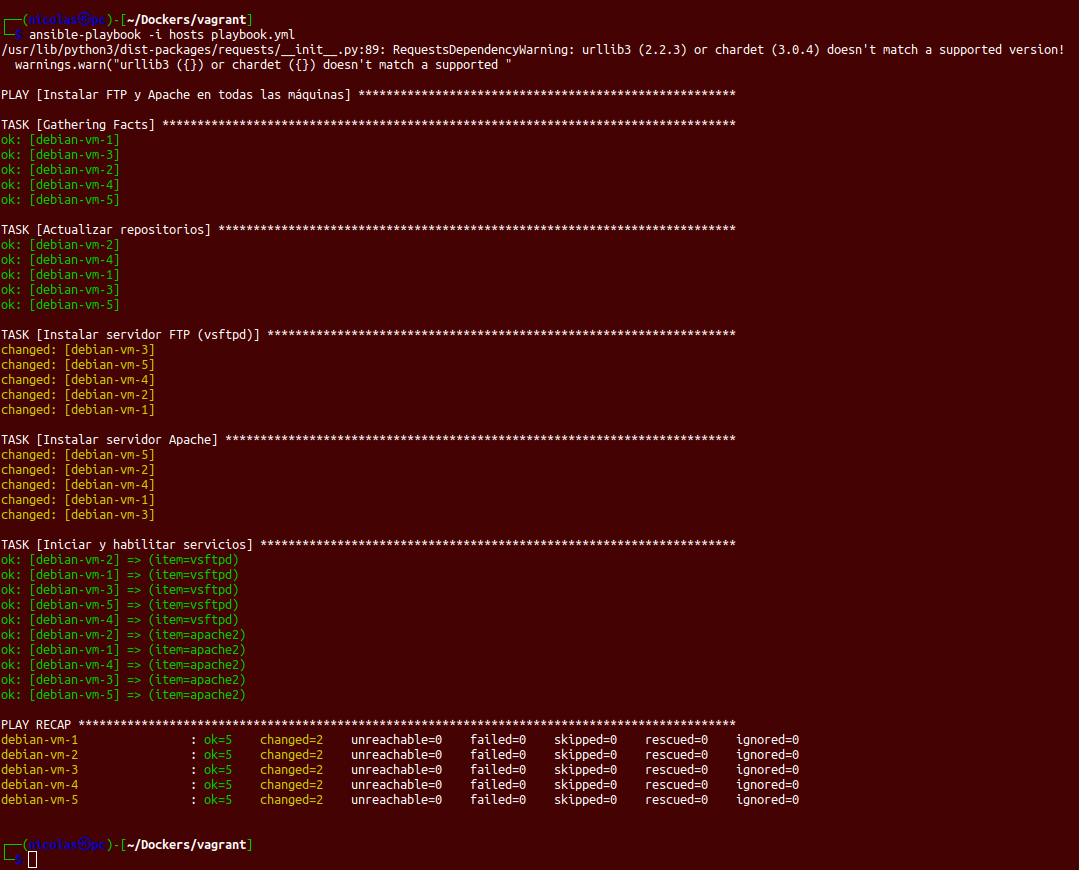 ┌──(nicolas㉿pc)-[~/Dockers/vagrant]
└─$ ansible-playbook -i hosts playbook.yml
/usr/lib/python3/dist-packages/requests/__init__.py:89: RequestsDependencyWarning: urllib3 (2.2.3) or chardet (3.0.4) doesn't match a supported version!
  warnings.warn("urllib3 ({}) or chardet ({}) doesn't match a supported "
PLAY [Instalar FTP y Apache en todas las máquinas] ******************************************************
TASK [Gathering Facts] **********************************************************************************
ok: [debian-vm-1]
ok: [debian-vm-3]
ok: [debian-vm-2]
ok: [debian-vm-4]
ok: [debian-vm-5]
TASK [Actualizar repositorios] **************************************************************************
ok: [debian-vm-2]
ok: [debian-vm-4]
ok: [debian-vm-1]
ok: [debian-vm-3]
ok: [debian-vm-5]
TASK [Instalar servidor FTP (vsftpd)] *******************************************************************
changed: [debian-vm-3]
changed: [debian-vm-5]
changed: [debian-vm-4]
changed: [debian-vm-2]
changed: [debian-vm-1]
TASK [Instalar servidor Apache] *************************************************************************
changed: [debian-vm-5]
changed: [debian-vm-2]
changed: [debian-vm-4]
changed: [debian-vm-1]
changed: [debian-vm-3]
TASK [Iniciar y habilitar servicios] ********************************************************************
ok: [debian-vm-2] => (item=vsftpd)
ok: [debian-vm-1] => (item=vsftpd)
ok: [debian-vm-3] => (item=vsftpd)
ok: [debian-vm-5] => (item=vsftpd)
ok: [debian-vm-4] => (item=vsftpd)
ok: [debian-vm-2] => (item=apache2)
ok: [debian-vm-1] => (item=apache2)
ok: [debian-vm-4] => (item=apache2)
ok: [debian-vm-3] => (item=apache2)
ok: [debian-vm-5] => (item=apache2)
PLAY RECAP **********************************************************************************************
debian-vm-1                : ok=5    changed=2    unreachable=0    failed=0    skipped=0    rescued=0    ignored=0
debian-vm-2                : ok=5    changed=2    unreachable=0    failed=0    skipped=0    rescued=0    ignored=0
debian-vm-3                : ok=5    changed=2    unreachable=0    failed=0    skipped=0    rescued=0    ignored=0
debian-vm-4                : ok=5    changed=2    unreachable=0    failed=0    skipped=0    rescued=0    ignored=0
debian-vm-5                : ok=5    changed=2    unreachable=0    failed=0    skipped=0    rescued=0    ignored=0
┌──(nicolas㉿pc)-[~/Dockers/vagrant]
└─$